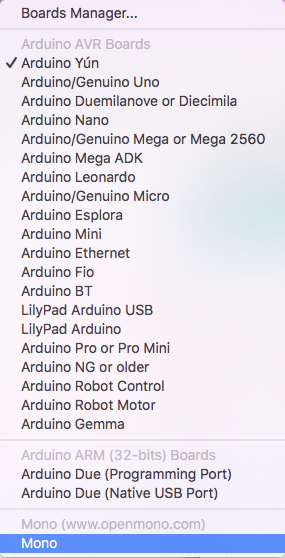 Boards Manager...
Arduino AVR Boards
✓ Arduino Yún
Arduino/Genuino Uno
Arduino Duemilanove or Diecimila
Arduino Nano
Arduino/Genuino Mega or Mega 2560
Arduino Mega ADK
Arduino Leonardo
Arduino/Genuino Micro
Arduino Esplora
Arduino Mini
Arduino Ethernet
Arduino Fio
Arduino BT
LilyPad Arduino USB
LilyPad Arduino
Arduino Pro or Pro Mini
Arduino NG or older
Arduino Robot Control
Arduino Robot Motor
Arduino Gemma
Arduino ARM (32-bits) Boards
Arduino Due (Programming Port)
Arduino Due (Native USB Port)
Mono (www.openmono.com)
Mono